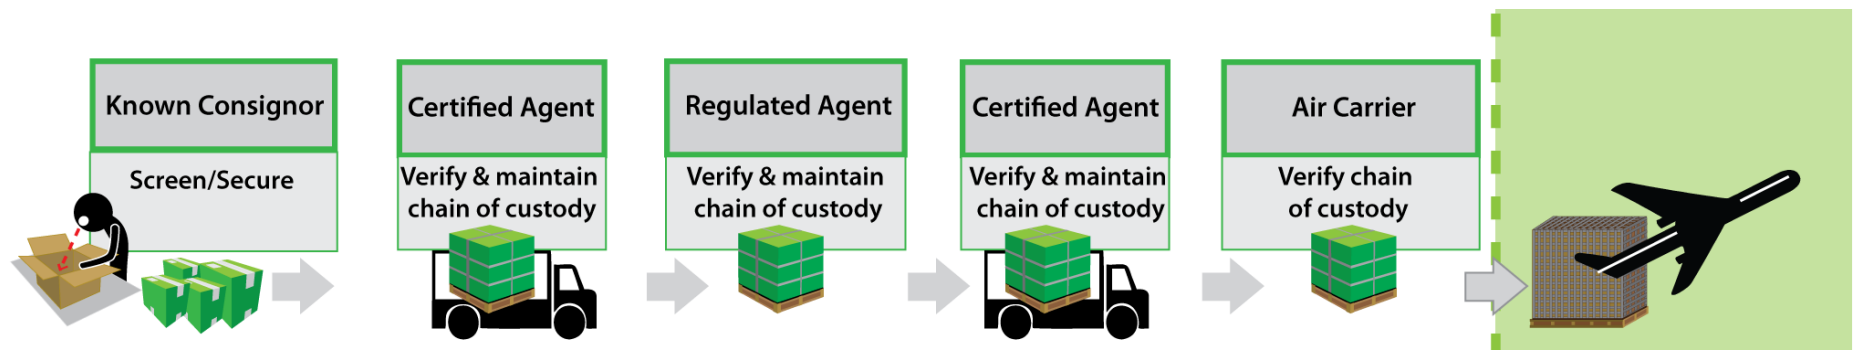 Known Consignor
Screen/Secure
Certified Agent
Verify & maintain
chain of custody
Regulated Agent
Verify & maintain
chain of custody
Certified Agent
Verify & maintain
chain of custody
Air Carrier
Verify chain
of custody